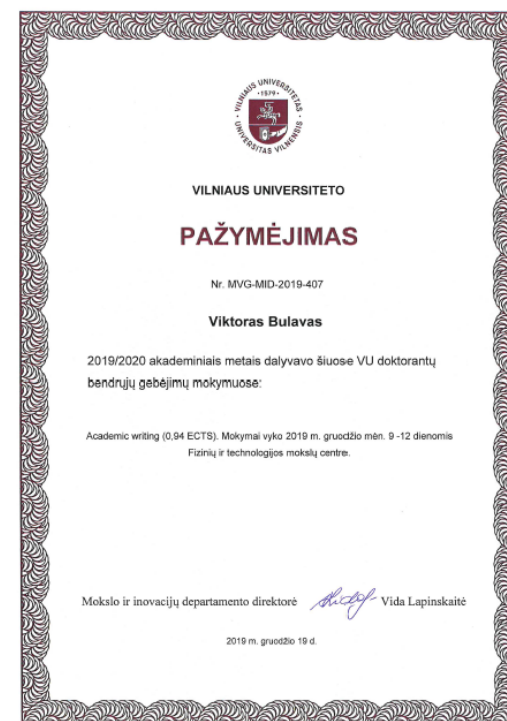 VILNIAUS UNIVERSITETAS
·1579·
UNIVERSITAS VILNENSIS
VILNIAUS UNIVERSITETO
PAŽYMĖJIMAS
Nr. MVG-MID-2019-407
Viktoras Bulavas
2019/2020 akademiniais metais dalyvavo šiuose VU doktorantų
bendrųjų gebėjimų mokymuose:
Academic writing (0,94 ECTS). Mokymai vyko 2019 m. gruodžio mėn. 9 -12 dienomis
Fizinių ir technologijos mokslų centre.
Mokslo ir inovacijų departamento direktorė Vida Lapinskaitė
2019 m. gruodžio 19 d.